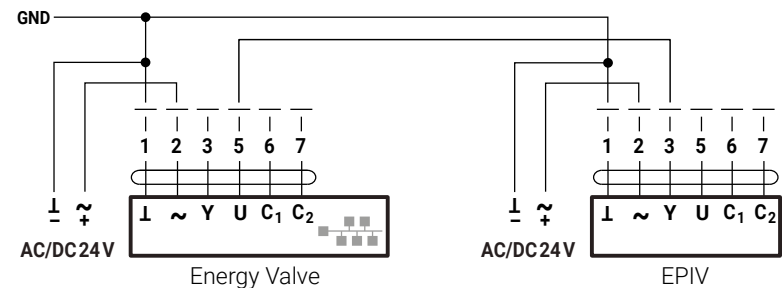 GND
1 2 3 5 6 7 1 2 3 5 6 7
⊥ ~ ⊥ ~ Y U C₁ C₂ ⊥ ~ ⊥ ~ Y U C₁ C₂
– + – +
AC/DC 24 V AC/DC 24 V
Energy Valve EPIV